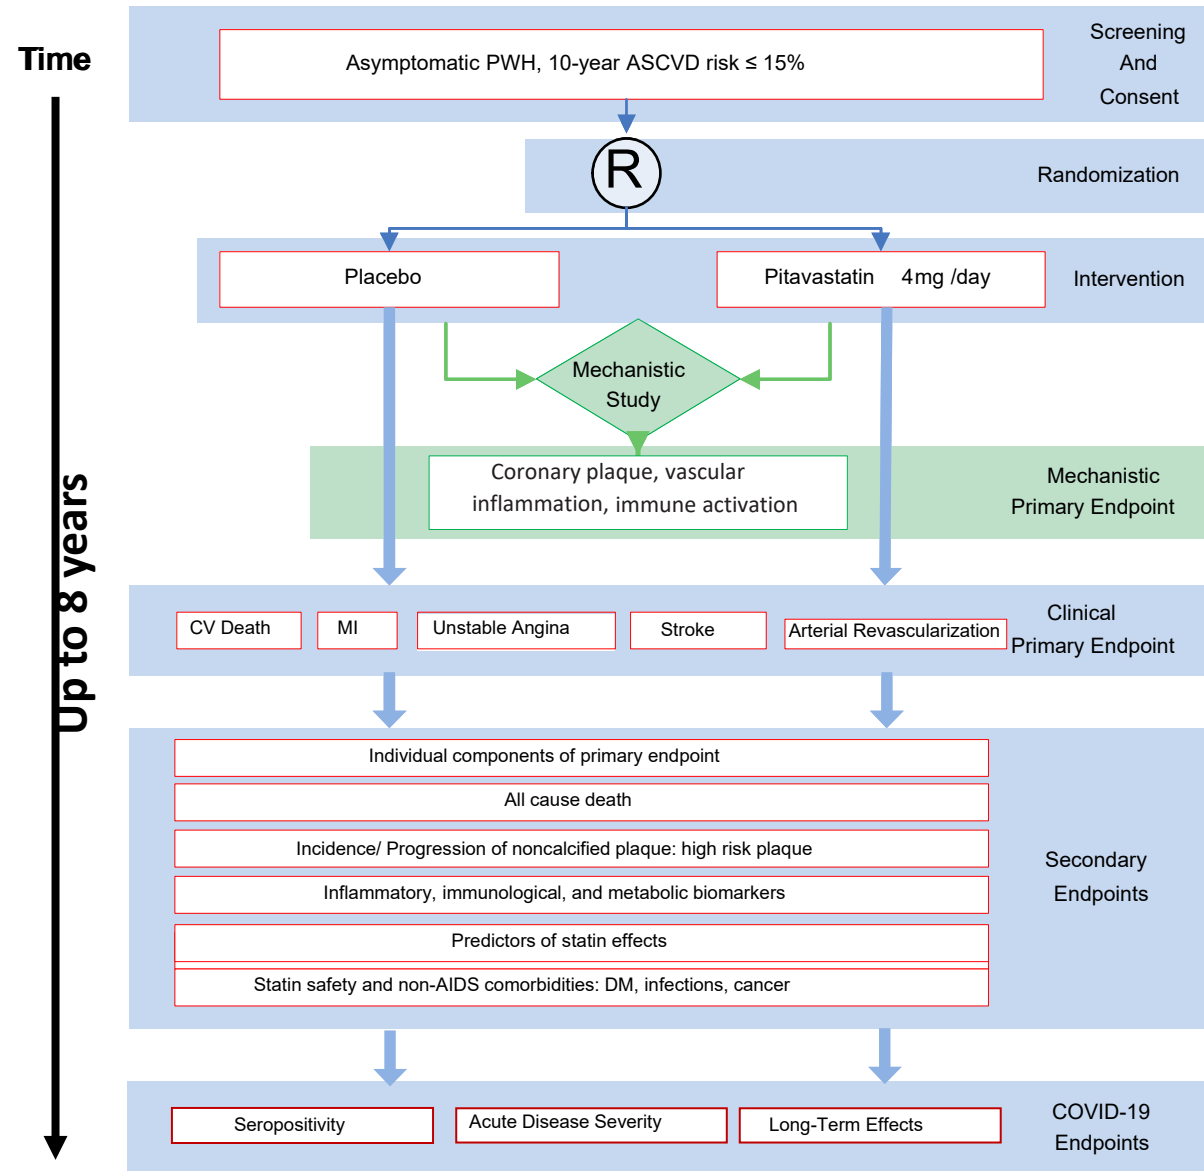 Time
Screening
And
Consent
Asymptomatic PWH, 10-year ASCVD risk ≤ 15%
R
Randomization
Placebo
Pitavastatin 4mg /day
Intervention
Mechanistic
Study
Coronary plaque, vascular
inflammation, immune activation
Mechanistic
Primary Endpoint
Up to 8 years
CV Death
MI
Unstable Angina
Stroke
Arterial Revascularization
Clinical
Primary Endpoint
Individual components of primary endpoint
All cause death
Incidence/ Progression of noncalcified plaque: high risk plaque
Inflammatory, immunological, and metabolic biomarkers
Predictors of statin effects
Statin safety and non-AIDS comorbidities: DM, infections, cancer
Secondary
Endpoints
Seropositivity
Acute Disease Severity
Long-Term Effects
COVID-19
Endpoints